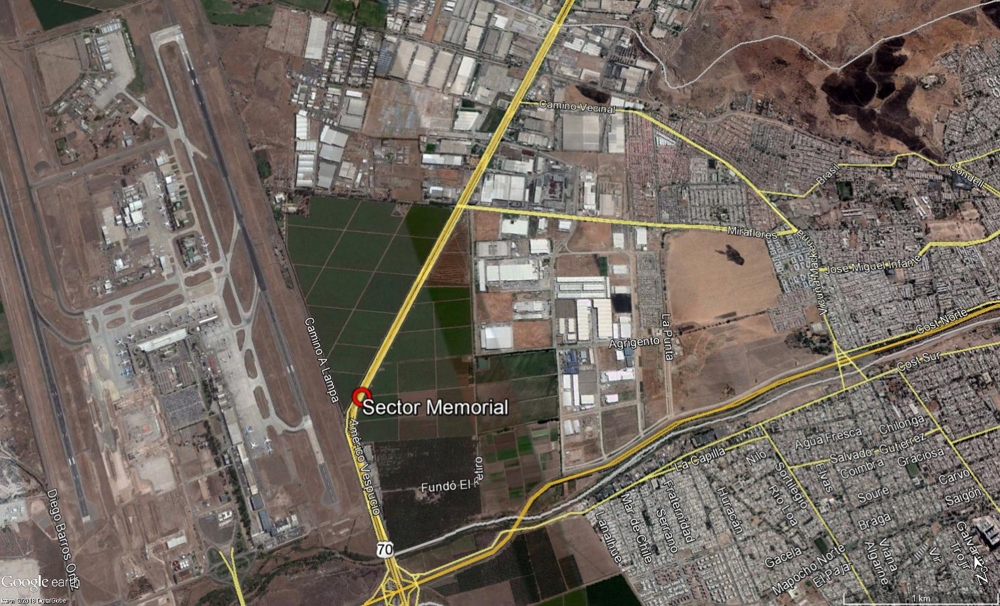 Camino Vecinal
Brasil
Condell
Miraflores
Vicuña Mackenna
Jose Miguel Infante
Camino A Lampa
La Punta
Agrigento
Cost Norte
Cost Sur
Sector Memorial
Américo Vespucio
Agua Fresca
Chilonga
Salvador Gutiérrez
Graciosa
Coimbra
Elvas
La Capilla
Nilo
Sortilegio
Río Loa
Huracán
Fraternidad
Serrano
Mar de Chile
Lanalhue
Fundó El Retiro
Soure
Carvo
Saigón
Braga
Diego Barros Ortiz
70
Gacela
Mapocho Norte
El Pajar
Viana
Algarve
Vir
Trojir
Galvarino
N
Google earth
Image ©2018 DigitalGlobe
1 km